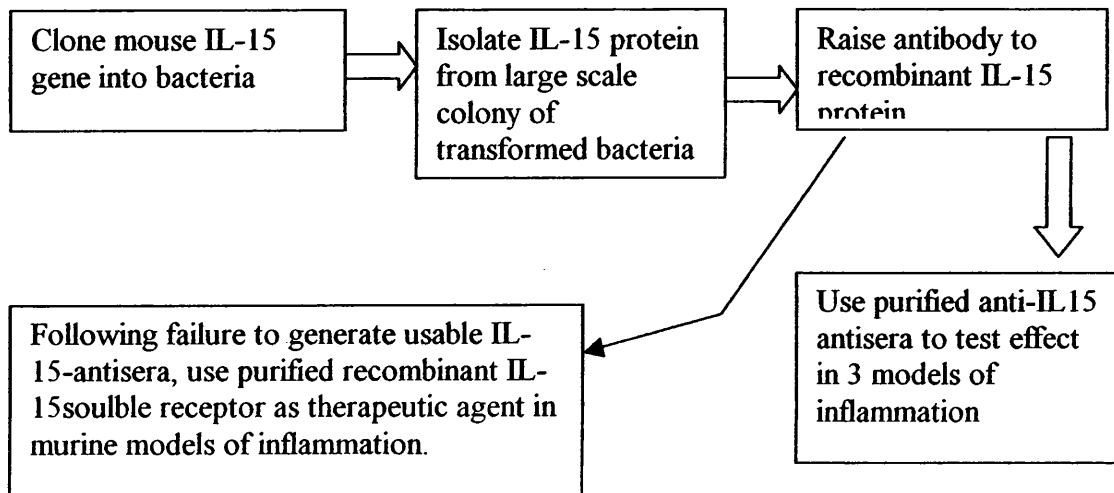 Clone mouse IL-15
gene into bacteria
Isolate IL-15 protein
from large scale
colony of
transformed bacteria
Raise antibody to
recombinant IL-15
protein
Use purified anti-IL15
antisera to test effect
in 3 models of
inflammation
Following failure to generate usable IL-
15-antisera, use purified recombinant IL-
15soulble receptor as therapeutic agent in
murine models of inflammation.